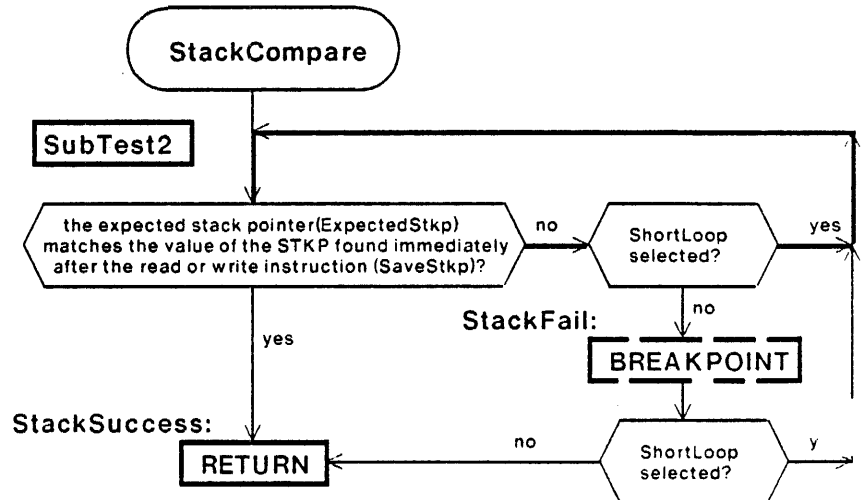 StackCompare
SubTest2
the expected stack pointer(ExpectedStkp)
matches the value of the STKP found immediately
after the read or write instruction (SaveStkp)?
no
ShortLoop
selected?
yes
yes
no
StackFail:
BREAKPOINT
StackSuccess:
RETURN
no
ShortLoop
selected?
y